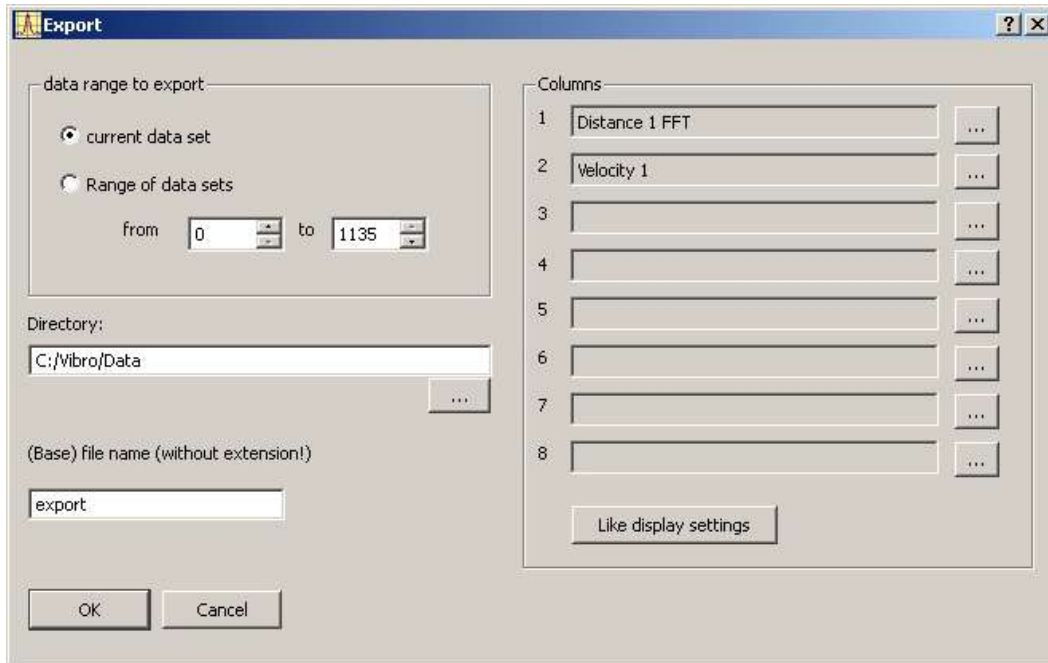 Export
data range to export
current data set
Range of data sets
from 0 to 1135
Directory:
C:/Vibro/Data
...
(Base) file name (without extension!)
export
OK Cancel
Columns
1 Distance 1 FFT ...
2 Velocity 1 ...
3 ...
4 ...
5 ...
6 ...
7 ...
8 ...
Like display settings